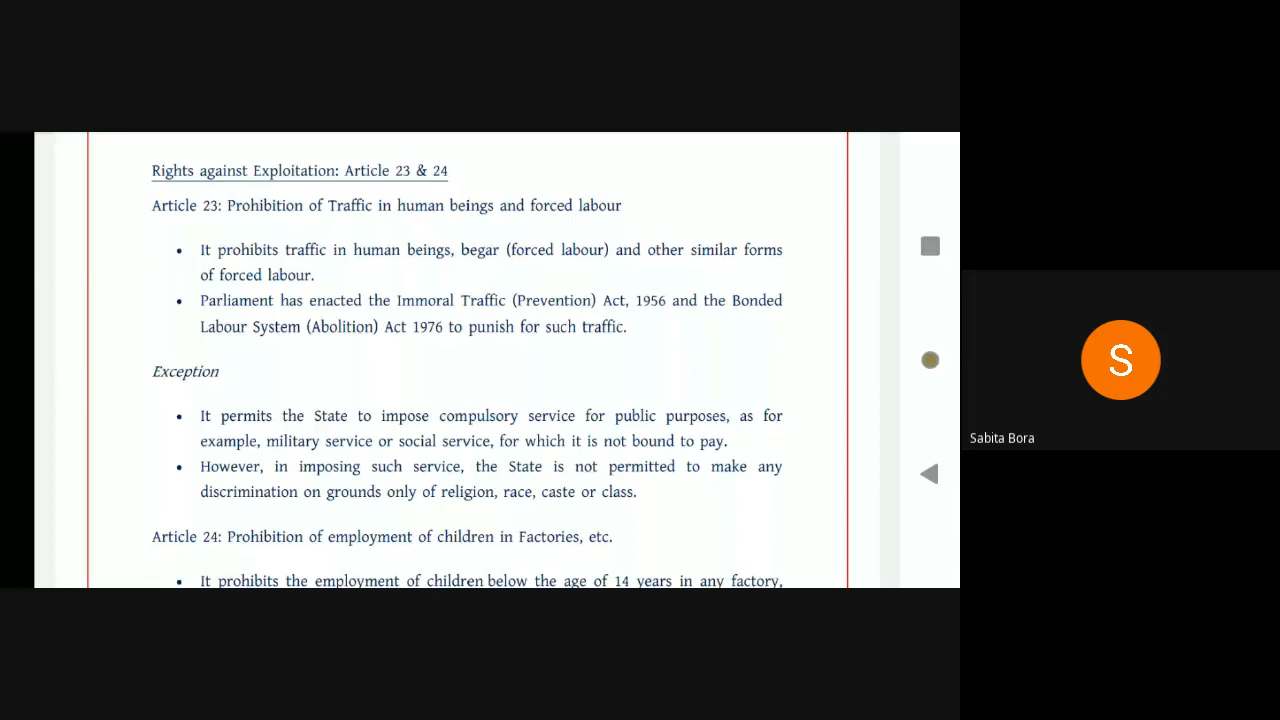 Rights against Exploitation: Article 23 & 24
Article 23: Prohibition of Traffic in human beings and forced labour
• It prohibits traffic in human beings, begar (forced labour) and other similar forms
of forced labour.
• Parliament has enacted the Immoral Traffic (Prevention) Act, 1956 and the Bonded
Labour System (Abolition) Act 1976 to punish for such traffic.
Exception
• It permits the State to impose compulsory service for public purposes, as for
example, military service or social service, for which it is not bound to pay.
• However, in imposing such service, the State is not permitted to make any
discrimination on grounds only of religion, race, caste or class.
Article 24: Prohibition of employment of children in Factories, etc.
• It prohibits the employment of children below the age of 14 years in any factory,
S
Sabita Bora